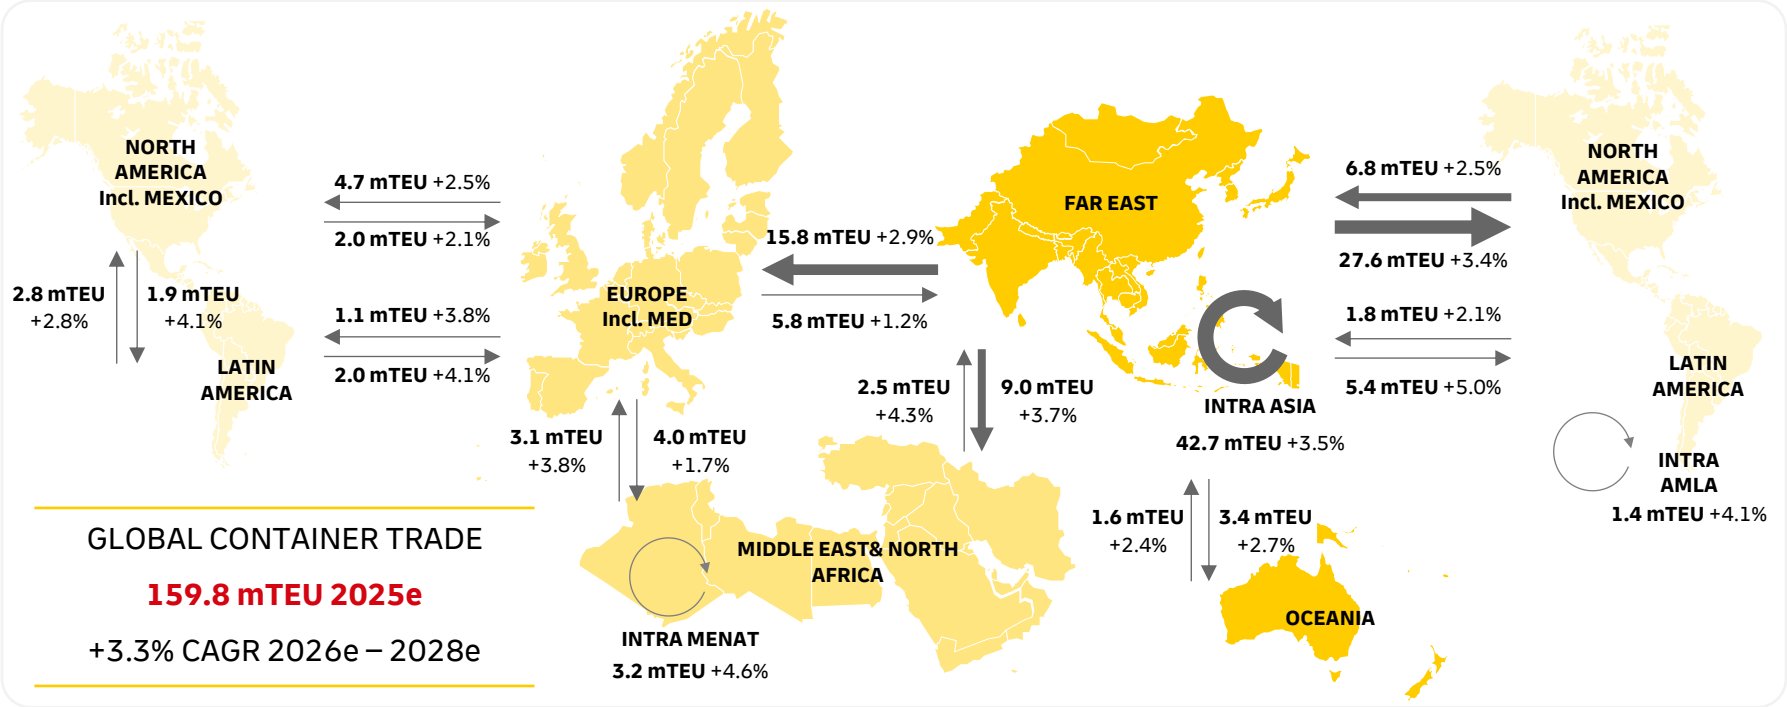 NORTH
AMERICA
Incl. MEXICO
4.7 mTEU +2.5%
2.0 mTEU +2.1%
2.8 mTEU
+2.8%
1.9 mTEU
+4.1%
1.1 mTEU +3.8%
2.0 mTEU +4.1%
LATIN
AMERICA
EUROPE
Incl. MED
15.8 mTEU +2.9%
5.8 mTEU +1.2%
FAR EAST
6.8 mTEU +2.5%
27.6 mTEU +3.4%
NORTH
AMERICA
Incl. MEXICO
1.8 mTEU +2.1%
5.4 mTEU +5.0%
LATIN
AMERICA
INTRA
AMLA
1.4 mTEU +4.1%
3.1 mTEU
+3.8%
4.0 mTEU
+1.7%
2.5 mTEU
+4.3%
9.0 mTEU
+3.7%
INTRA ASIA
42.7 mTEU +3.5%
1.6 mTEU
+2.4%
3.4 mTEU
+2.7%
OCEANIA
MIDDLE EAST& NORTH
AFRICA
INTRA MENAT
3.2 mTEU +4.6%
GLOBAL CONTAINER TRADE
159.8 mTEU 2025e
+3.3% CAGR 2026e – 2028e